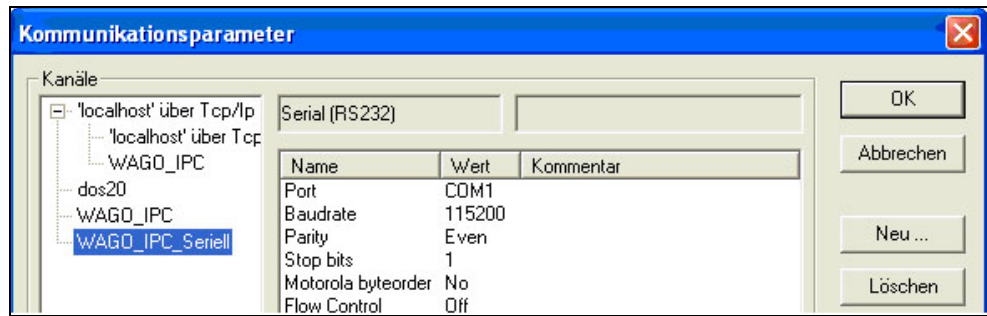 Kommunikationsparameter
Kanäle
'localhost' über Tcp/Ip
'localhost' über Tcp
WAGO_IPC
dos20
WAGO_IPC
WAGO_IPC_Seriell
Serial (RS232)
Name Wert Kommentar
Port COM1
Baudrate 115200
Parity Even
Stop bits 1
Motorola byteorder No
Flow Control Off
OK
Abbrechen
Neu ...
Löschen